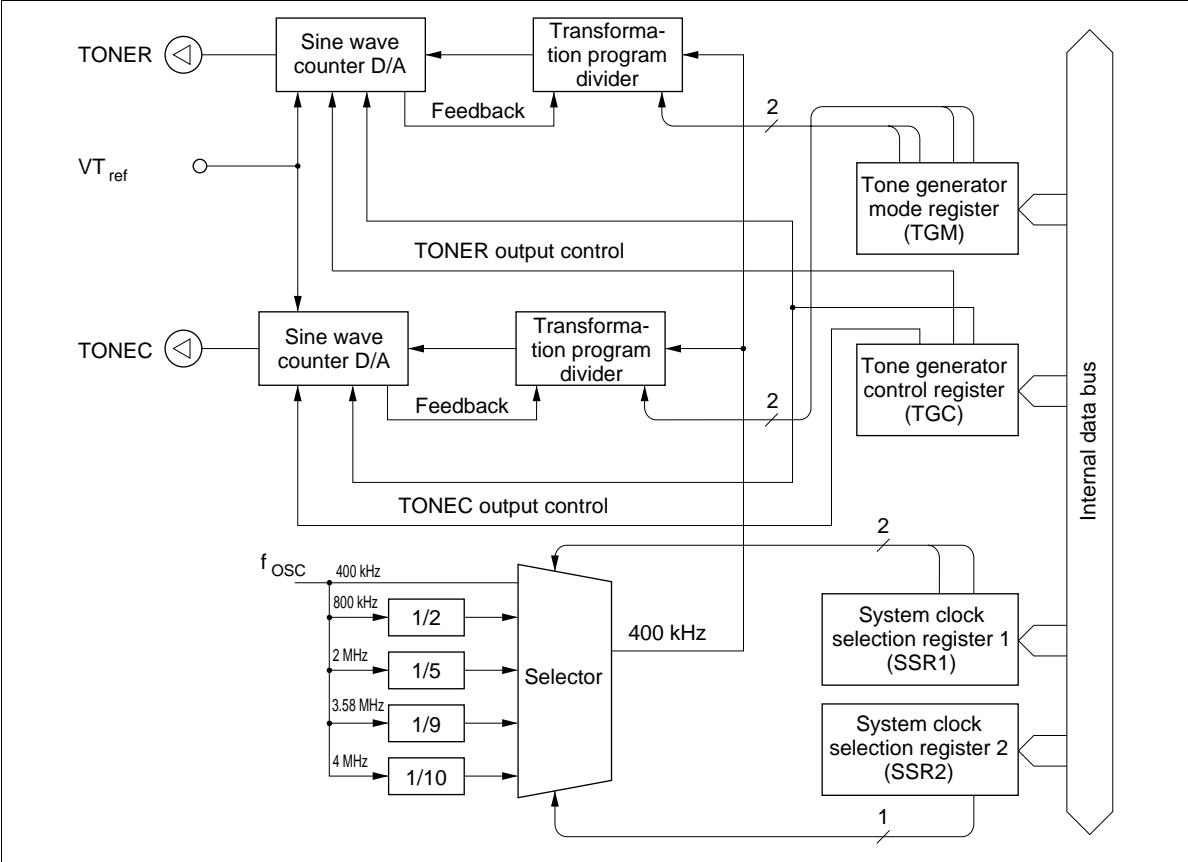 TONER
Sine wave
counter D/A
Transforma-
tion program
divider
Feedback
2
VT ref
Tone generator
mode register
(TGM)
TONER output control
TONEC
Sine wave
counter D/A
Transforma-
tion program
divider
Feedback
2
Tone generator
control register
(TGC)
Internal data bus
TONEC output control
f OSC
400 kHz
800 kHz
1/2
2 MHz
1/5
3.58 MHz
1/9
4 MHz
1/10
Selector
400 kHz
2
System clock
selection register 1
(SSR1)
System clock
selection register 2
(SSR2)
1